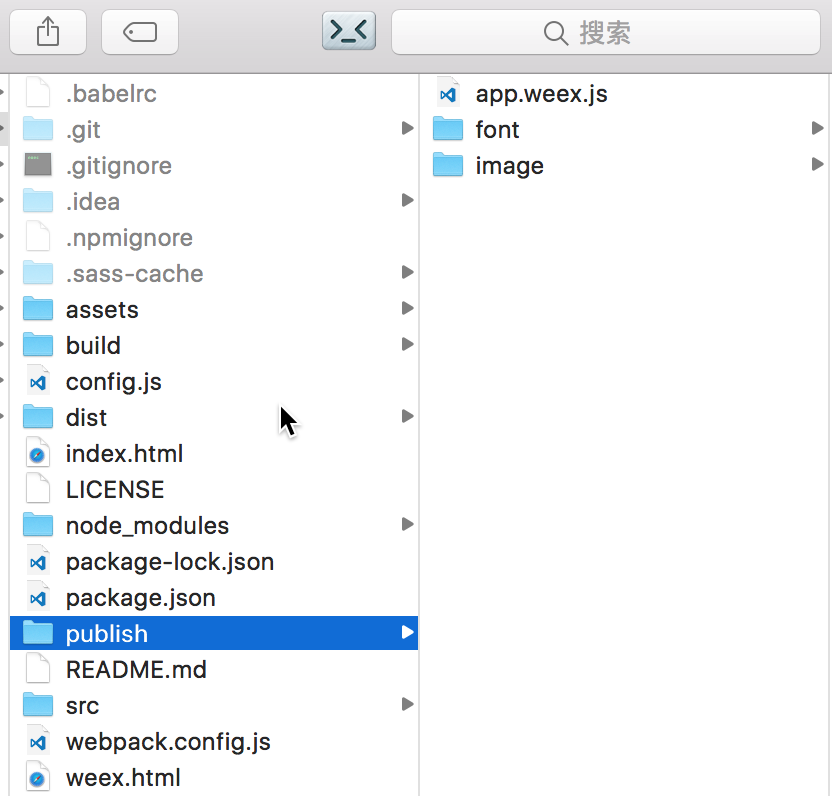 搜索
.babelrc
.git
.gitignore
.idea
.npmignore
.sass-cache
assets
build
config.js
dist
index.html
LICENSE
node_modules
package-lock.json
package.json
publish
README.md
src
webpack.config.js
weex.html
app.weex.js
font
image